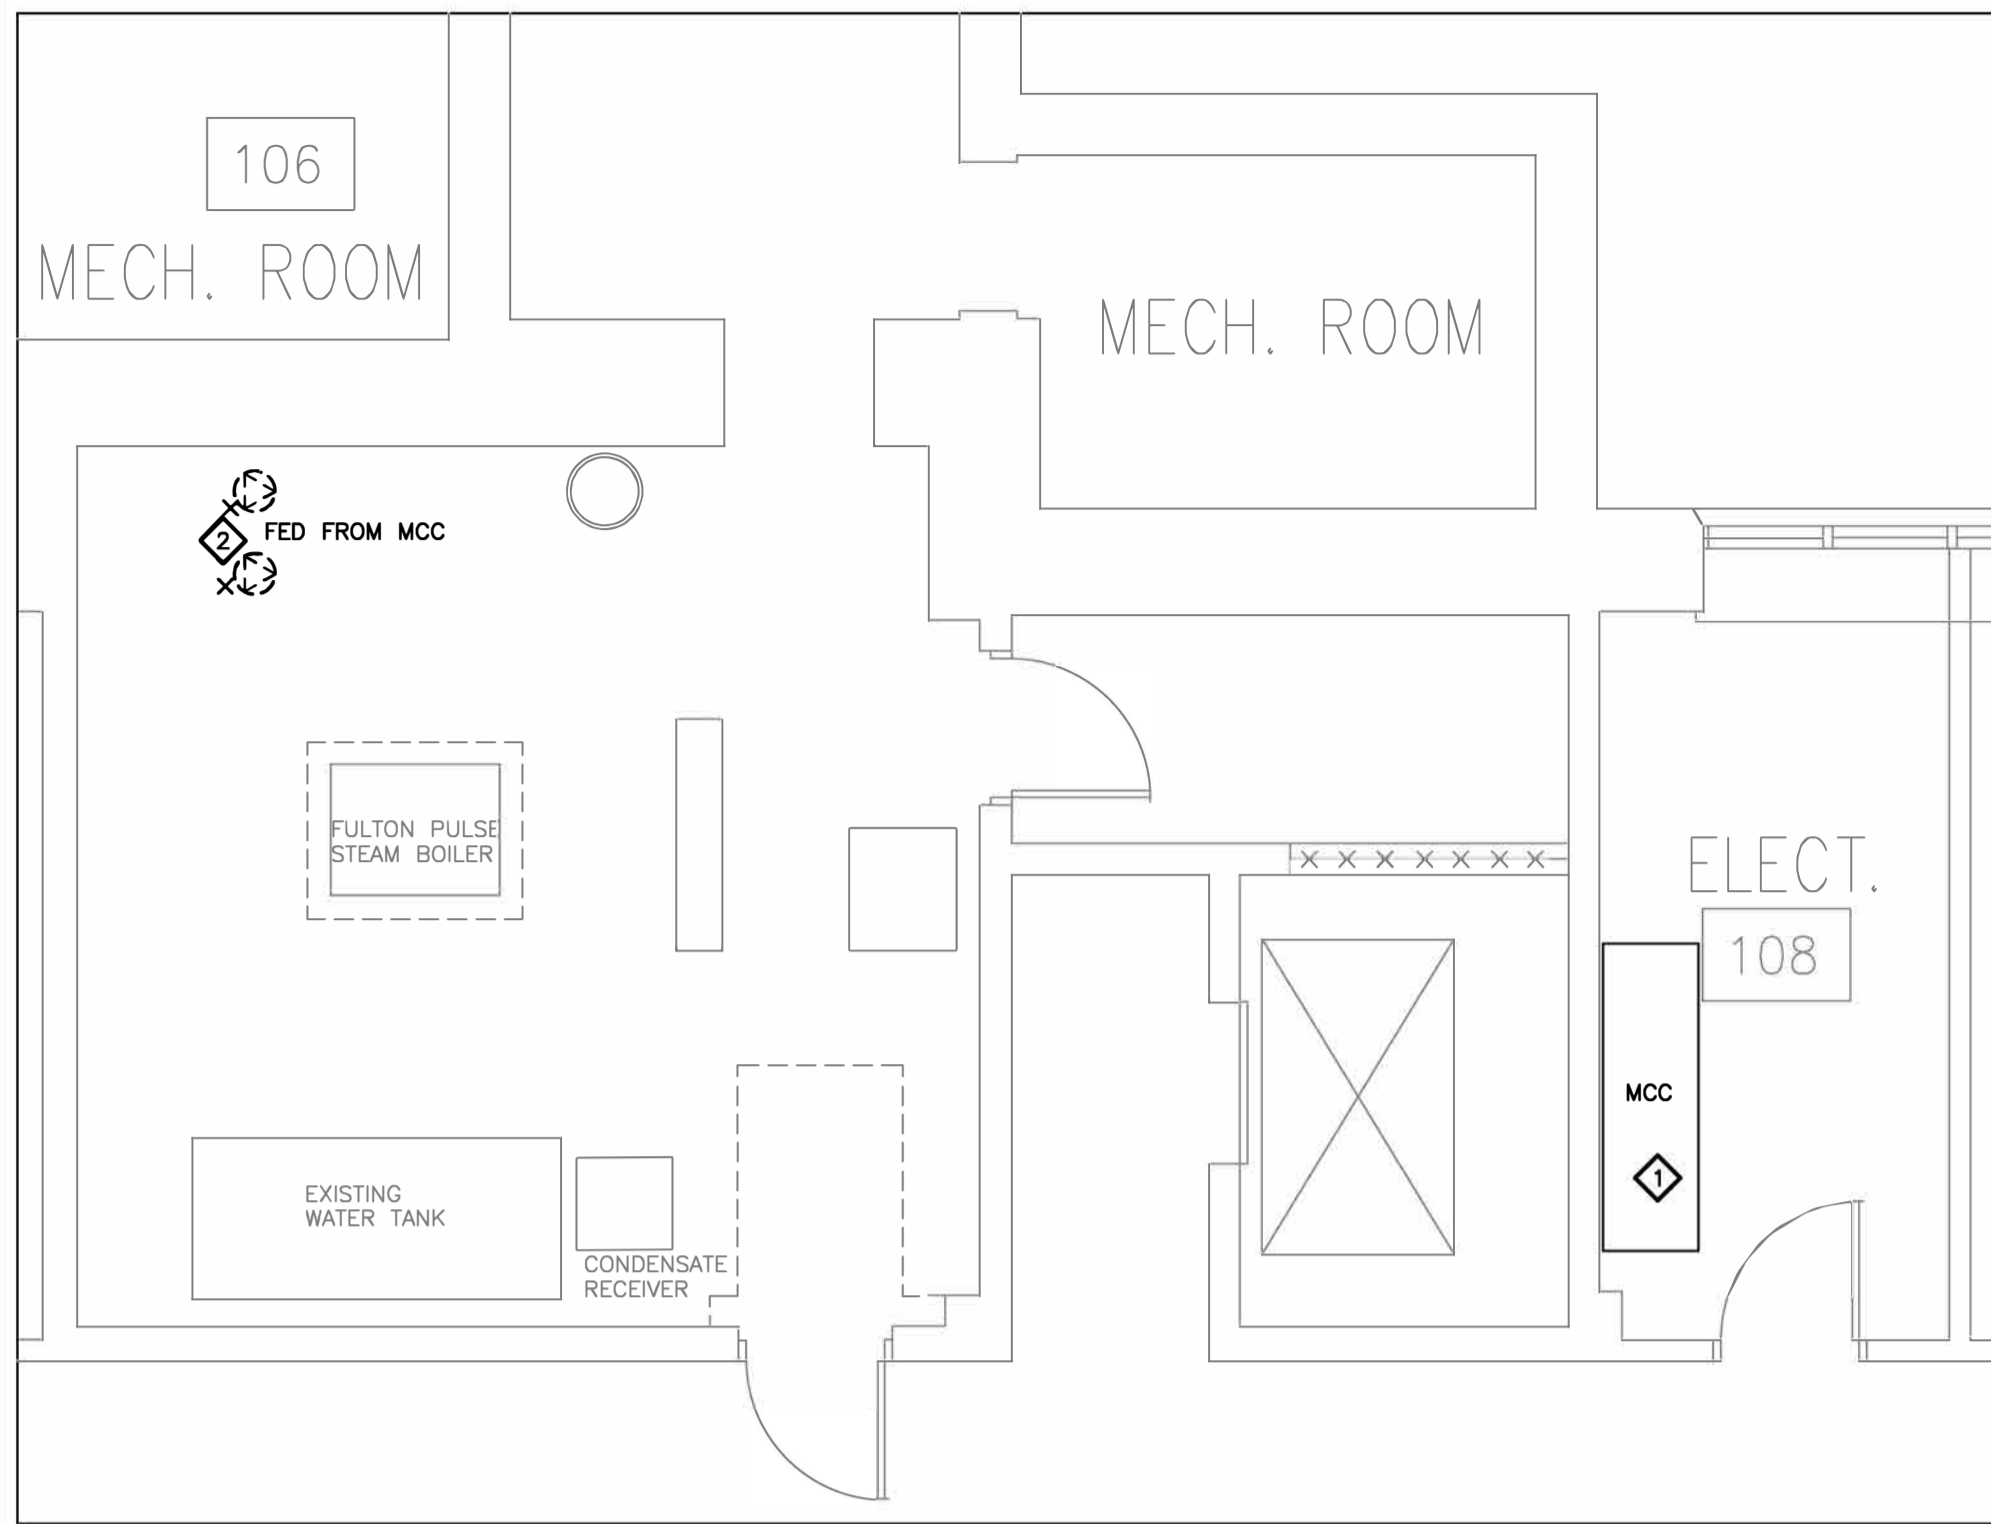 106
MECH. ROOM
MECH. ROOM
2
FED FROM MCC
FULTON PULSE
STEAM BOILER
ELECT.
108
MCC
1
EXISTING
WATER TANK
CONDENSATE
RECEIVER